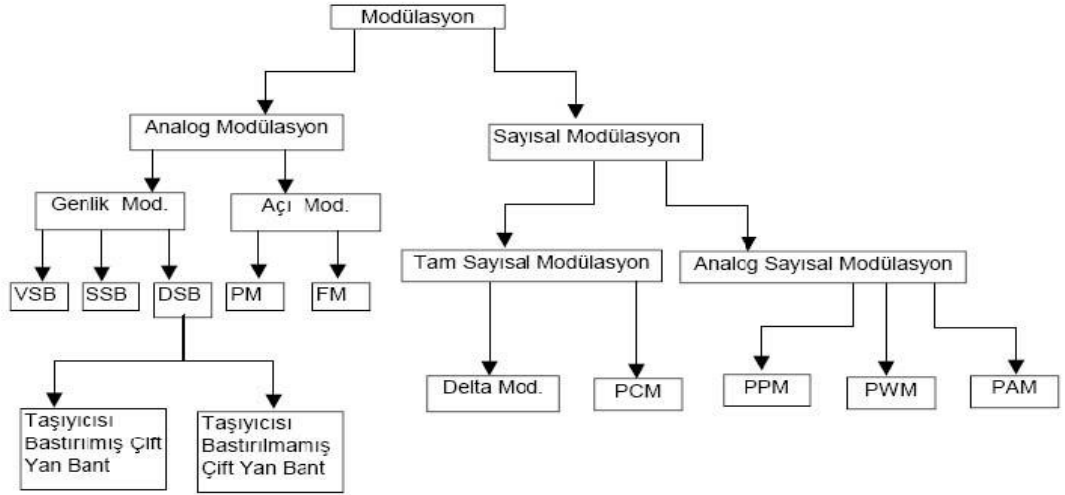 Modülasyon
Analog Modülasyon
Sayısal Modülasyon
Genlik Mod.
Açı Mod.
Tam Sayısal Modülasyon
Analog Sayısal Modülasyon
VSB
SSB
DSB
PM
FM
Delta Mod.
PCM
PPM
PWM
PAM
Taşıyıcısı
Bastırılmış Çift
Yan Bant
Taşıyıcısı
Bastırılmamış
Çift Yan Bant